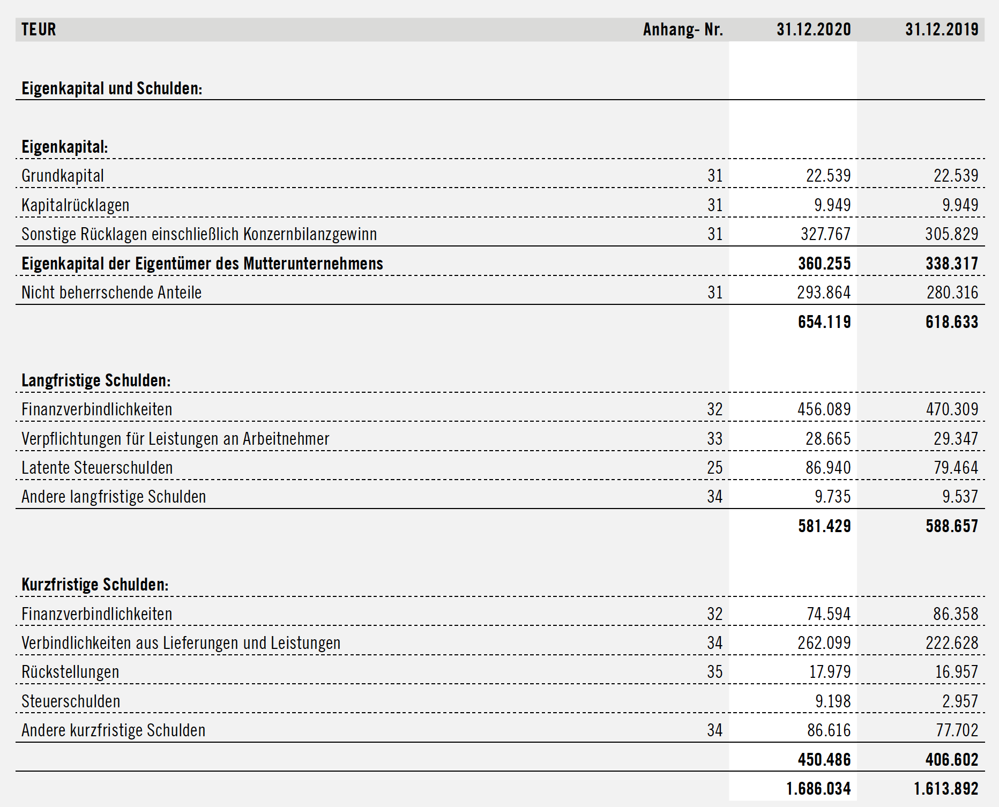 TEUR Anhang- Nr. 31.12.2020 31.12.2019
Eigenkapital und Schulden:
Eigenkapital:
Grundkapital 31 22.539 22.539
Kapitalrücklagen 31 9.949 9.949
Sonstige Rücklagen einschließlich Konzernbilanzgewinn 31 327.767 305.829
Eigenkapital der Eigentümer des Mutterunternehmens 360.255 338.317
Nicht beherrschende Anteile 31 293.864 280.316
654.119 618.633
Langfristige Schulden:
Finanzverbindlichkeiten 32 456.089 470.309
Verpflichtungen für Leistungen an Arbeitnehmer 33 28.665 29.347
Latente Steuerschulden 25 86.940 79.464
Andere langfristige Schulden 34 9.735 9.537
581.429 588.657
Kurzfristige Schulden:
Finanzverbindlichkeiten 32 74.594 86.358
Verbindlichkeiten aus Lieferungen und Leistungen 34 262.099 222.628
Rückstellungen 35 17.979 16.957
Steuerschulden 9.198 2.957
Andere kurzfristige Schulden 34 86.616 77.702
450.486 406.602
1.686.034 1.613.892